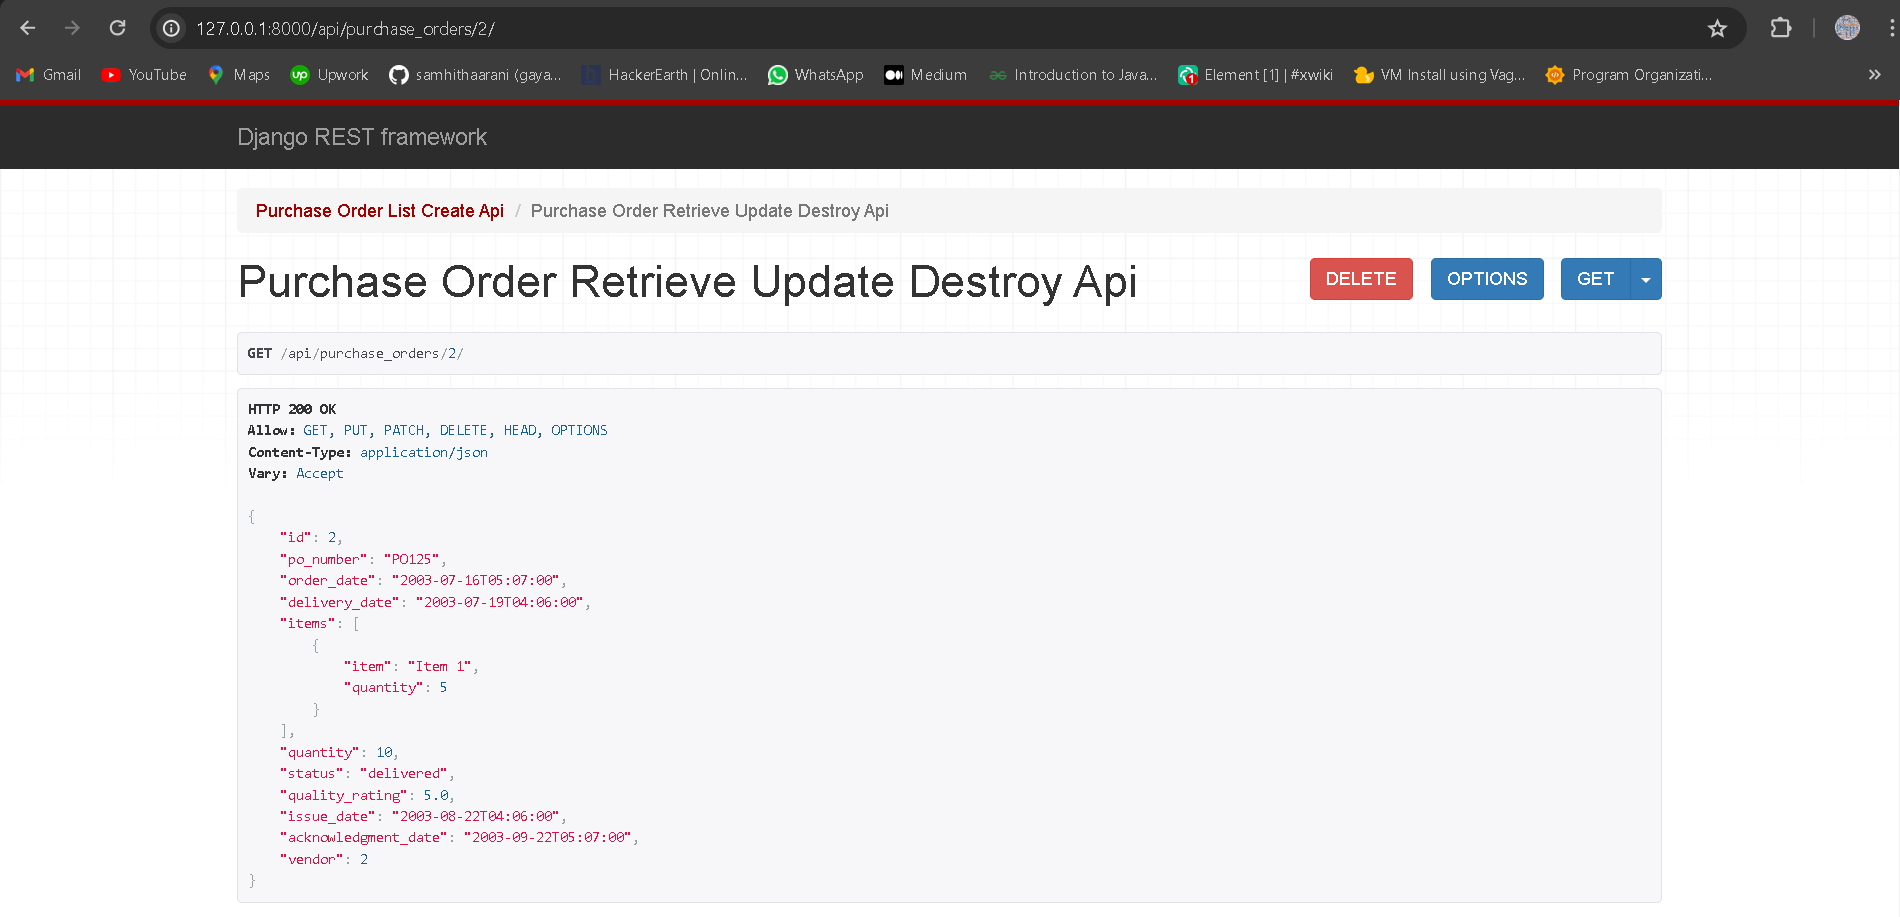 127.0.0.1:8000/api/purchase_orders/2/
Gmail YouTube Maps Upwork samhithaarani (gaya... HackerEarth | Onlin... WhatsApp Medium Introduction to Java... Element [1] | #xwiki VM Install using Vag... Program Organizati...
Django REST framework
Purchase Order List Create Api / Purchase Order Retrieve Update Destroy Api
Purchase Order Retrieve Update Destroy Api DELETE OPTIONS GET
GET /api/purchase_orders/2/
HTTP 200 OK
Allow: GET, PUT, PATCH, DELETE, HEAD, OPTIONS
Content-Type: application/json
Vary: Accept
{
"id": 2,
"po_number": "PO125",
"order_date": "2003-07-16T05:07:00",
"delivery_date": "2003-07-19T04:06:00",
"items": [
{
"item": "Item 1",
"quantity": 5
}
],
"quantity": 10,
"status": "delivered",
"quality_rating": 5.0,
"issue_date": "2003-08-22T04:06:00",
"acknowledgment_date": "2003-09-22T05:07:00",
"vendor": 2
}